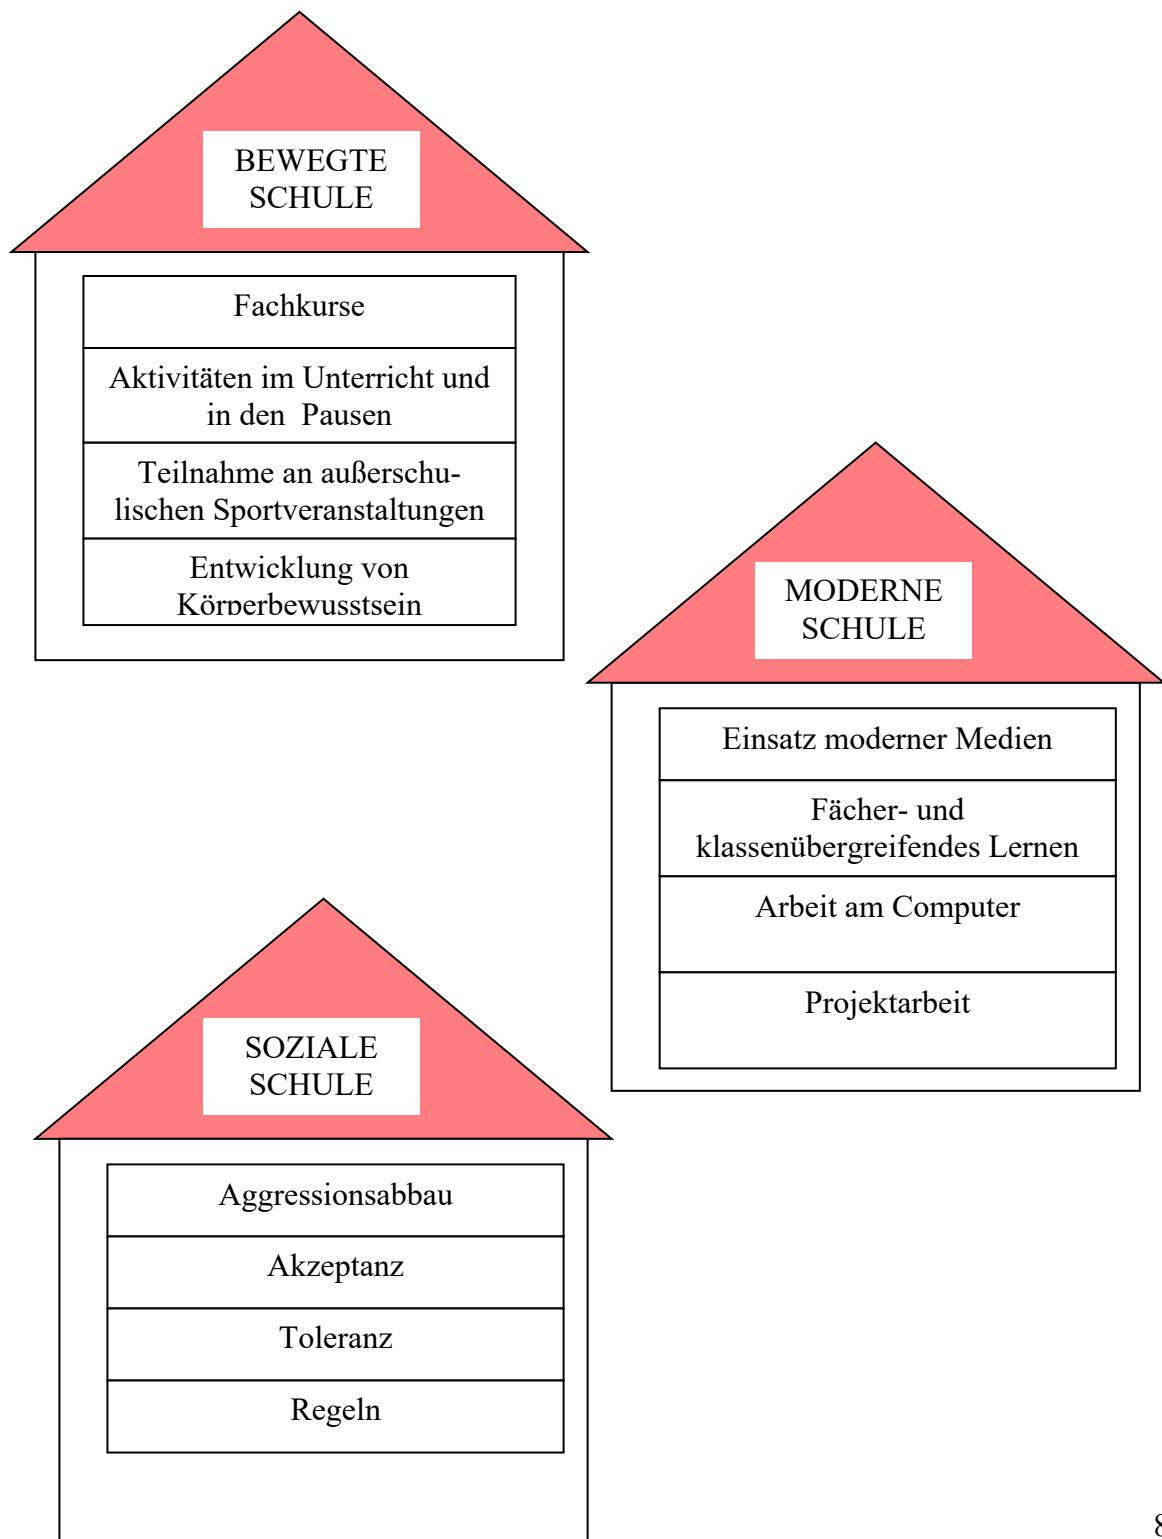 BEWEGTE
SCHULE
Fachkurse
Aktivitäten im Unterricht und
in den Pausen
Teilnahme an außerschu-
lischen Sportveranstaltungen
Entwicklung von
Körperbewusstsein
MODERNE
SCHULE
Einsatz moderner Medien
Fächer- und
klassenübergreifendes Lernen
Arbeit am Computer
Projektarbeit
SOZIALE
SCHULE
Aggressionsabbau
Akzeptanz
Toleranz
Regeln
8